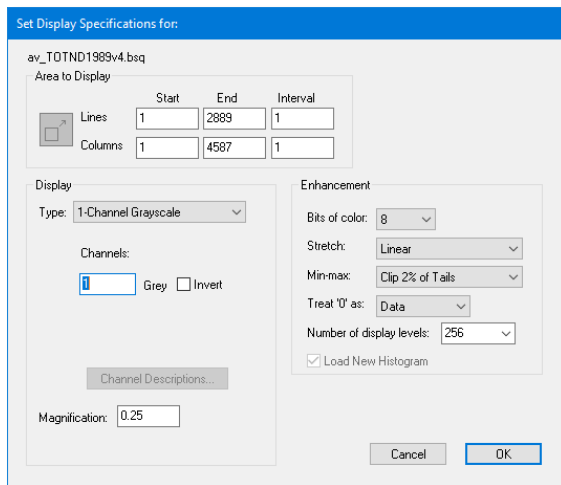 Set Display Specifications for:
av_TOTND1989v4.bsq
Area to Display
Start End Interval
Lines 1 2889 1
Columns 1 4587 1
Display
Type: 1-Channel Grayscale
Channels:
1 Grey Invert
Channel Descriptions...
Magnification: 0.25
Enhancement
Bits of color: 8
Stretch: Linear
Min-max: Clip 2% of Tails
Treat '0' as: Data
Number of display levels: 256
Load New Histogram
Cancel OK